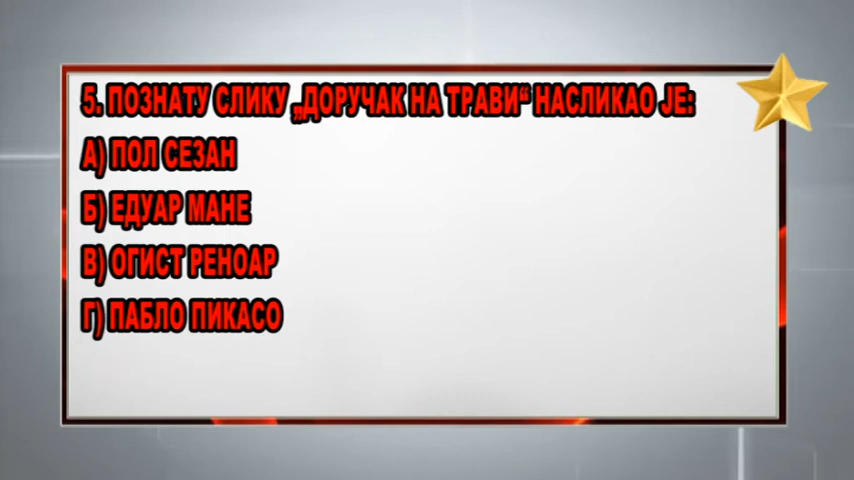 5. ПОЗНАТУ СЛИКУ „ДОРУЧАК НА ТРАВИ“ НАСЛИКАО ЈЕ:
А) ПОЛ СЕЗАН
Б) ЕДУАР МАНЕ
В) ОГИСТ РЕНОАР
Г) ПАБЛО ПИКАСО